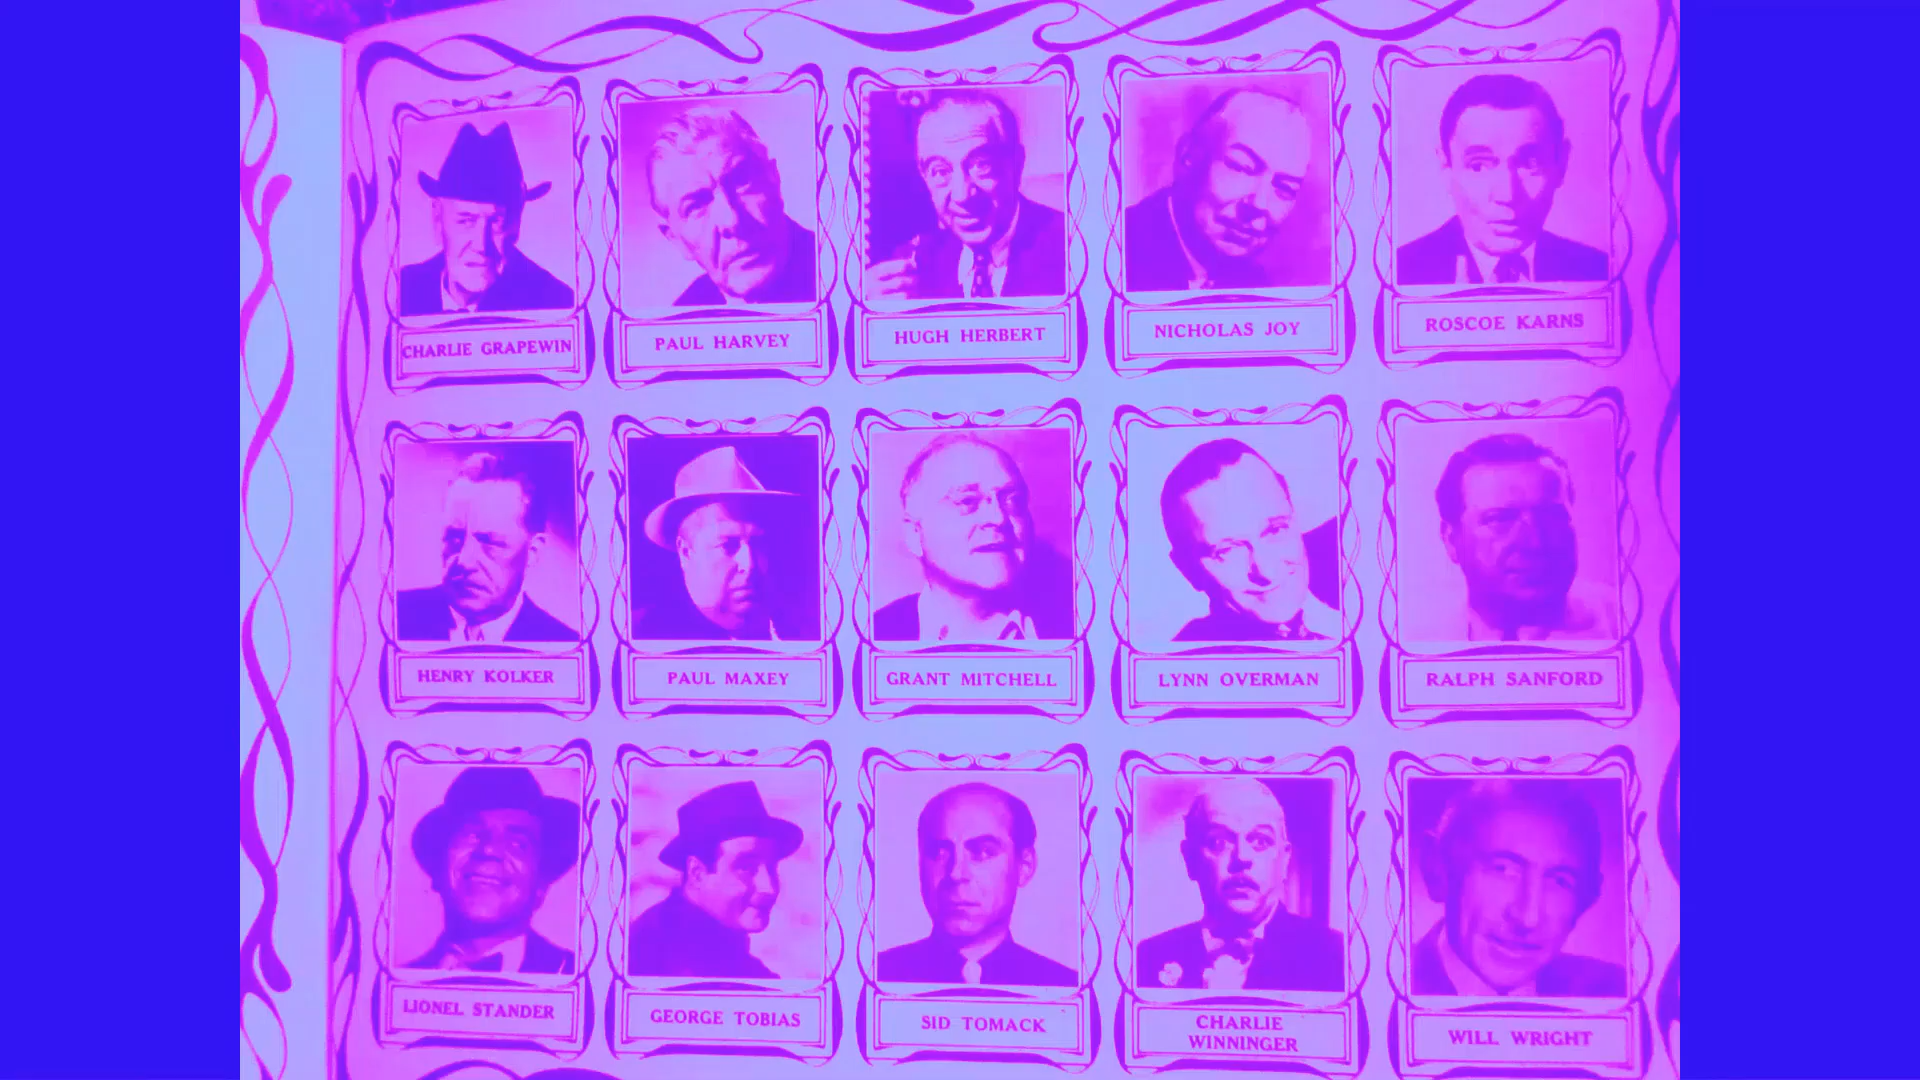 CHARLIE GRAPEWIN
PAUL HARVEY
HUGH HERBERT
NICHOLAS JOY
ROSCOE KARNS
HENRY KOLKER
PAUL MAXEY
GRANT MITCHELL
LYNN OVERMAN
RALPH SANFORD
LIONEL STANDER
GEORGE TOBIAS
SID TOMACK
CHARLIE
WINNINGER
WILL WRIGHT